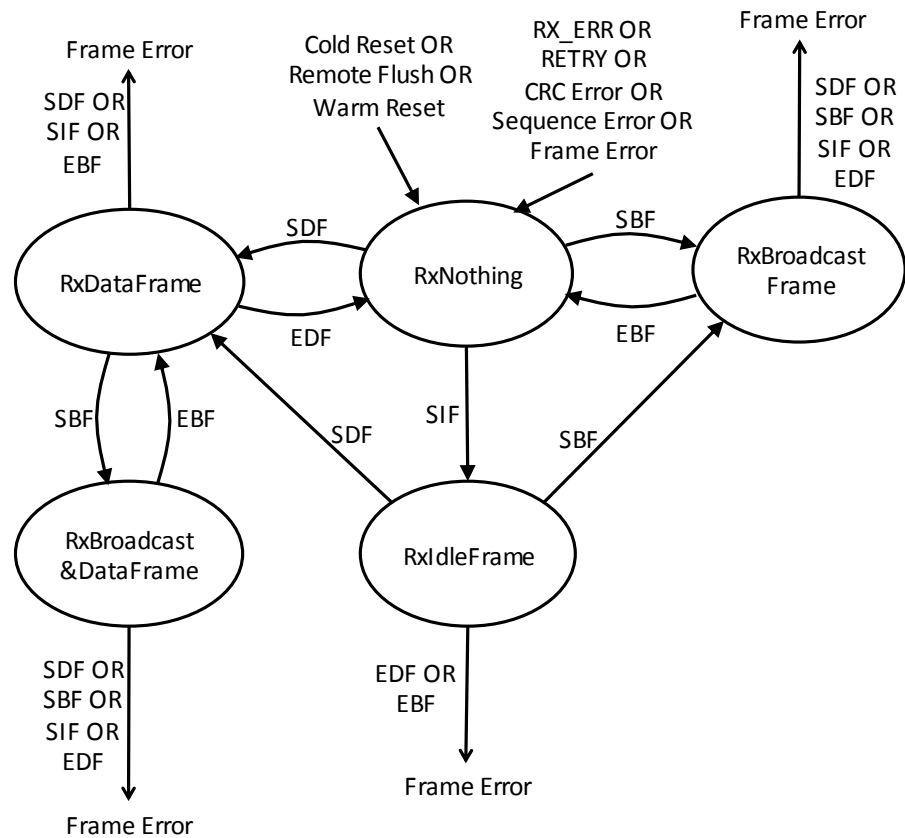 Frame Error
SDF OR
SIF OR
EBF
Cold Reset OR
Remote Flush OR
Warm Reset
RX_ERR OR
RETRY OR
CRC Error OR
Sequence Error OR
Frame Error
Frame Error
SDF OR
SBF OR
SIF OR
EDF
RxDataFrame
SDF
EDF
RxNothing
SBF
EBF
RxBroadcast
Frame
SBF
EBF
SDF
SIF
SBF
RxBroadcast
&DataFrame
RxIdleFrame
SDF OR
SBF OR
SIF OR
EDF
Frame Error
EDF OR
EBF
Frame Error